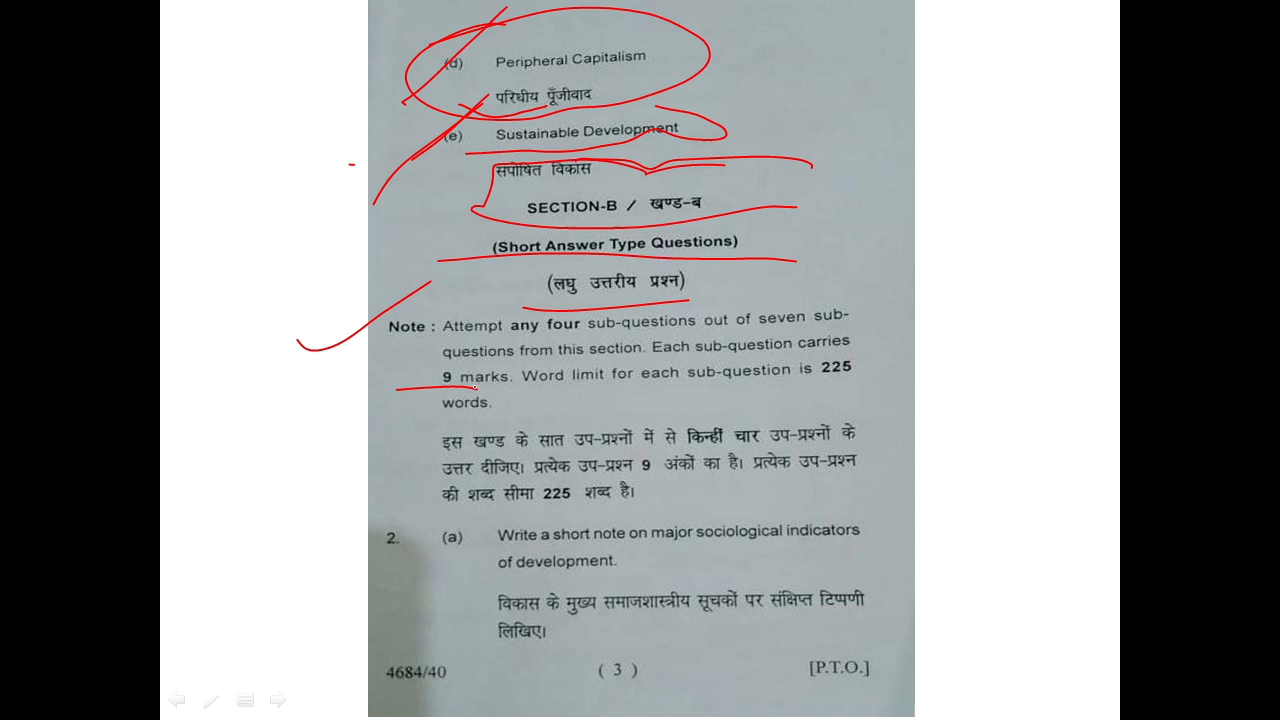 (d) Peripheral Capitalism
परिधीय पूँजीवाद
(e) Sustainable Development
संपोषित विकास
SECTION-B / खण्ड-ब
(Short Answer Type Questions)
(लघु उत्तरीय प्रश्न)
Note : Attempt any four sub-questions out of seven sub-
questions from this section. Each sub-question carries
9 marks. Word limit for each sub-question is 225
words.
इस खण्ड के सात उप-प्रश्नों में से किन्हीं चार उप-प्रश्नों के
उत्तर दीजिए। प्रत्येक उप-प्रश्न 9 अंकों का है। प्रत्येक उप-प्रश्न
की शब्द सीमा 225 शब्द है।
2. (a) Write a short note on major sociological indicators
of development.
विकास के मुख्य समाजशास्त्रीय सूचकों पर संक्षिप्त टिप्पणी
लिखिए।
4684/40 ( 3 ) [P.T.O.]